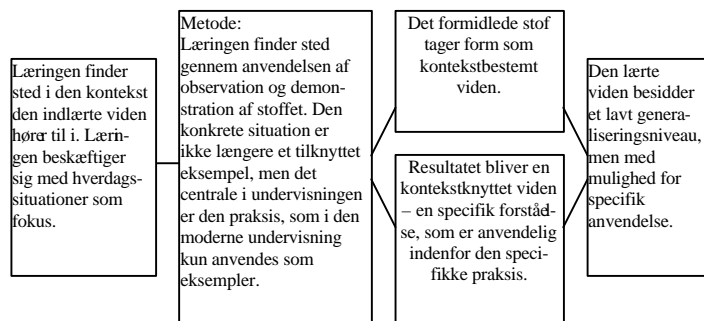 Læringen finder
sted i den kontekst
den indlærte viden
hører til i. Lærin-
gen beskæftiger
sig med hverdags-
situationer som
fokus.
Metode:
Læringen finder sted
gennem anvendelsen af
observation og demon-
stration af stoffet. Den
konkrete situation er
ikke længere et tilknyttet
eksempel, men det
centrale i undervisningen
er den praksis, som i den
moderne undervisning
kun anvendes som
eksempler.
Det formidlede stof
tager form som
kontekstbestemt
viden.
Resultatet bliver en
kontekstknyttet viden
– en specifik forståel-
se, som er anvendelig
indenfor den speci-
fikke praksis.
Den lærte
viden besidder
et lavt genera-
liseringsniveau,
men med
mulighed for
specifik
anvendelse.